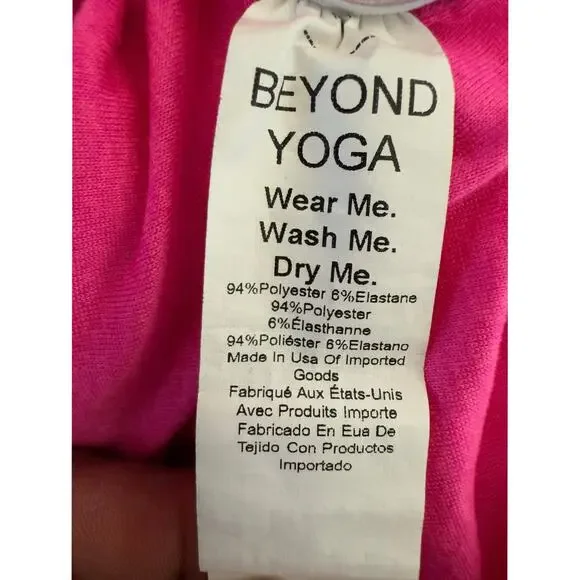 BEYOND
YOGA
Wear Me.
Wash Me.
Dry Me.
94%Polyester 6%Elastane
94%Polyester
6%Élasthanne
94%Poliéster 6%Elastano
Made In Usa Of Imported
Goods
Fabriqué Aux États-Unis
Avec Produits Importe
Fabricado En Eua De
Tejido Con Productos
Importado